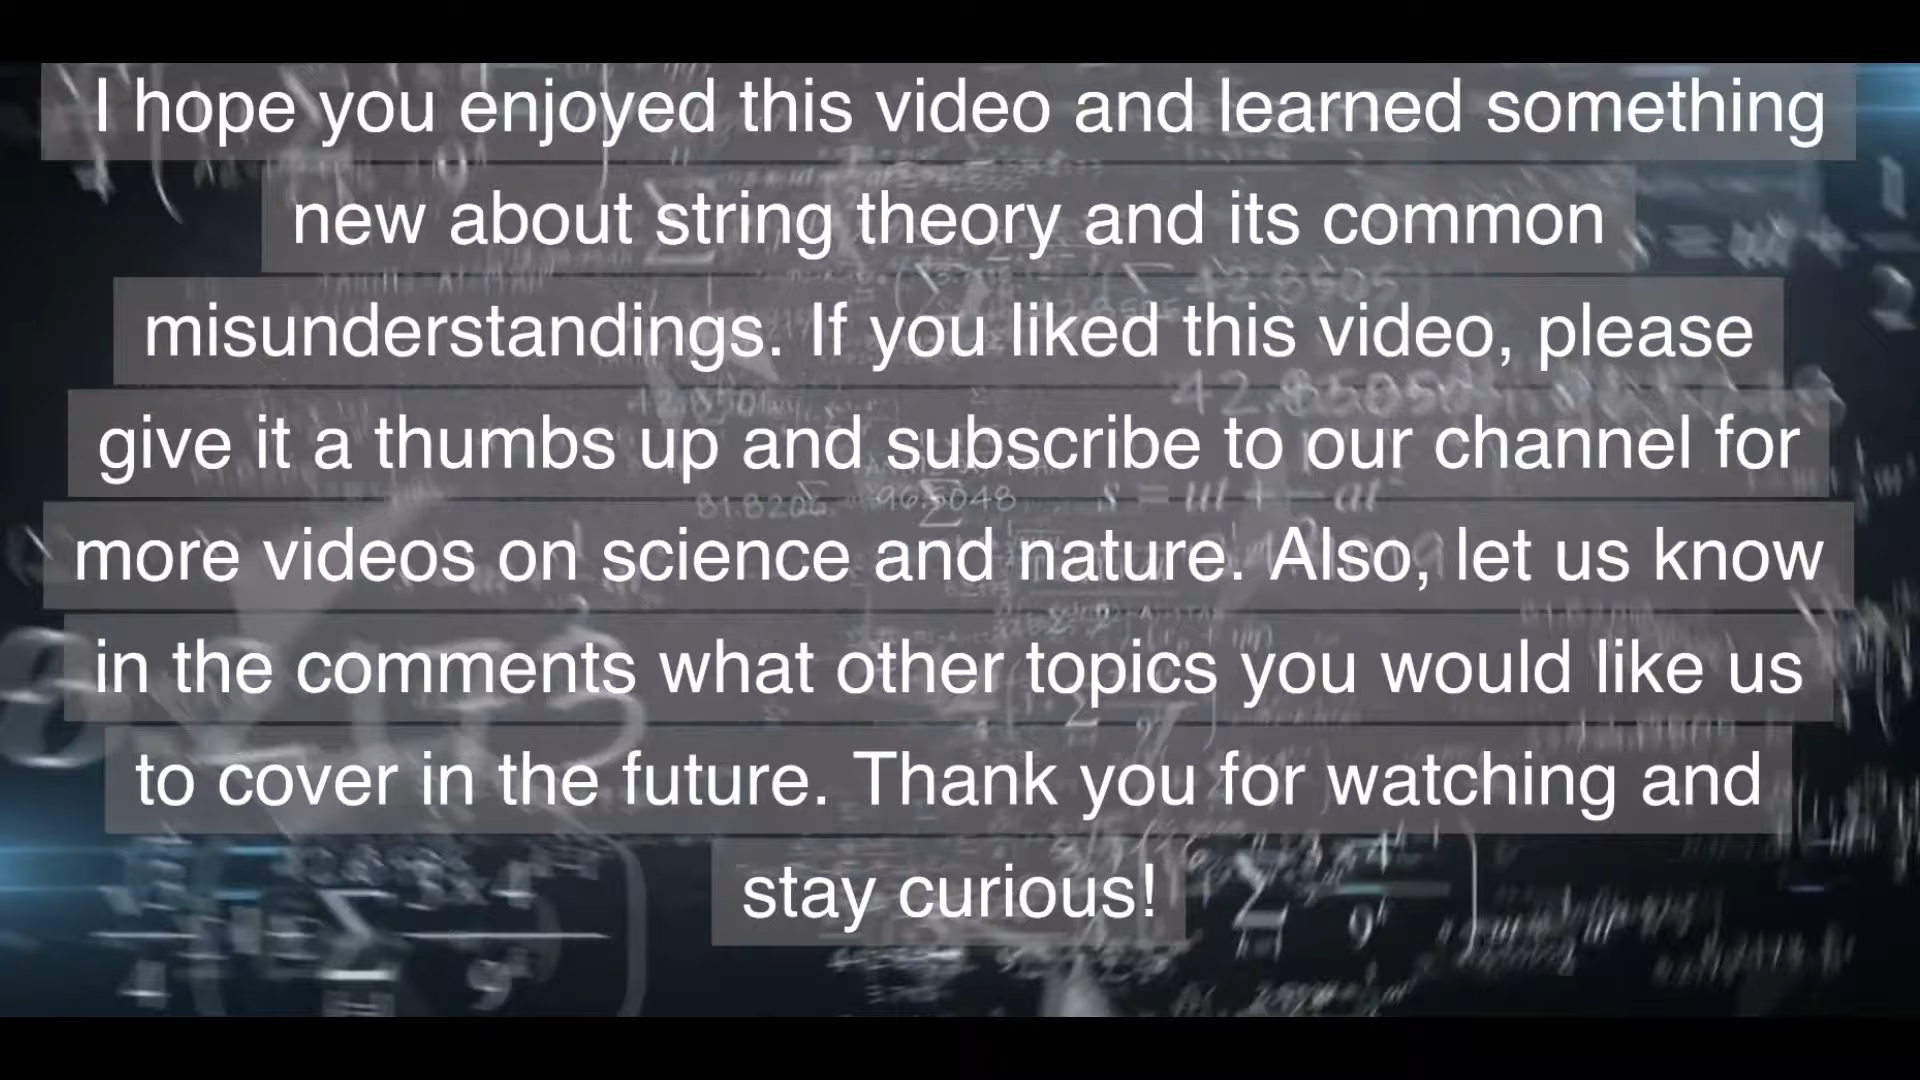 I hope you enjoyed this video and learned something
new about string theory and its common
misunderstandings. If you liked this video, please
give it a thumbs up and subscribe to our channel for
more videos on science and nature. Also, let us know
in the comments what other topics you would like us
to cover in the future. Thank you for watching and
stay curious!